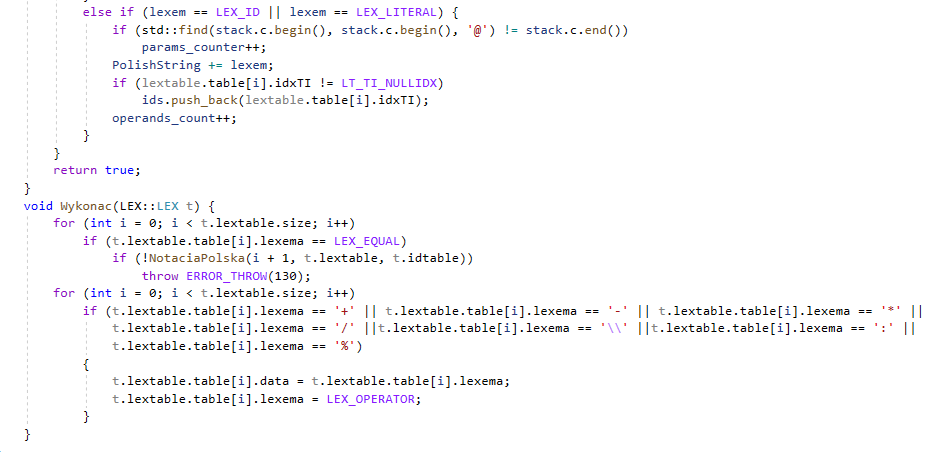 else if (lexem == LEX_ID || lexem == LEX_LITERAL) {
if (std::find(stack.c.begin(), stack.c.begin(), '@') != stack.c.end())
params_counter++;
PolishString += lexem;
if (lextable.table[i].idxTI != LT_TI_NULLIDX)
ids.push_back(lextable.table[i].idxTI);
operands_count++;
}
}
return true;
}
void Wykonac(LEX::LEX t) {
for (int i = 0; i < t.lextable.size; i++)
if (t.lextable.table[i].lexema == LEX_EQUAL)
if (!NotaciaPolska(i + 1, t.lextable, t.idtable))
throw ERROR_THROW(130);
for (int i = 0; i < t.lextable.size; i++)
if (t.lextable.table[i].lexema == '+' || t.lextable.table[i].lexema == '-' || t.lextable.table[i].lexema == '*' ||
t.lextable.table[i].lexema == '/' ||t.lextable.table[i].lexema == '\\' ||t.lextable.table[i].lexema == ':' ||
t.lextable.table[i].lexema == '%')
{
t.lextable.table[i].data = t.lextable.table[i].lexema;
t.lextable.table[i].lexema = LEX_OPERATOR;
}
}